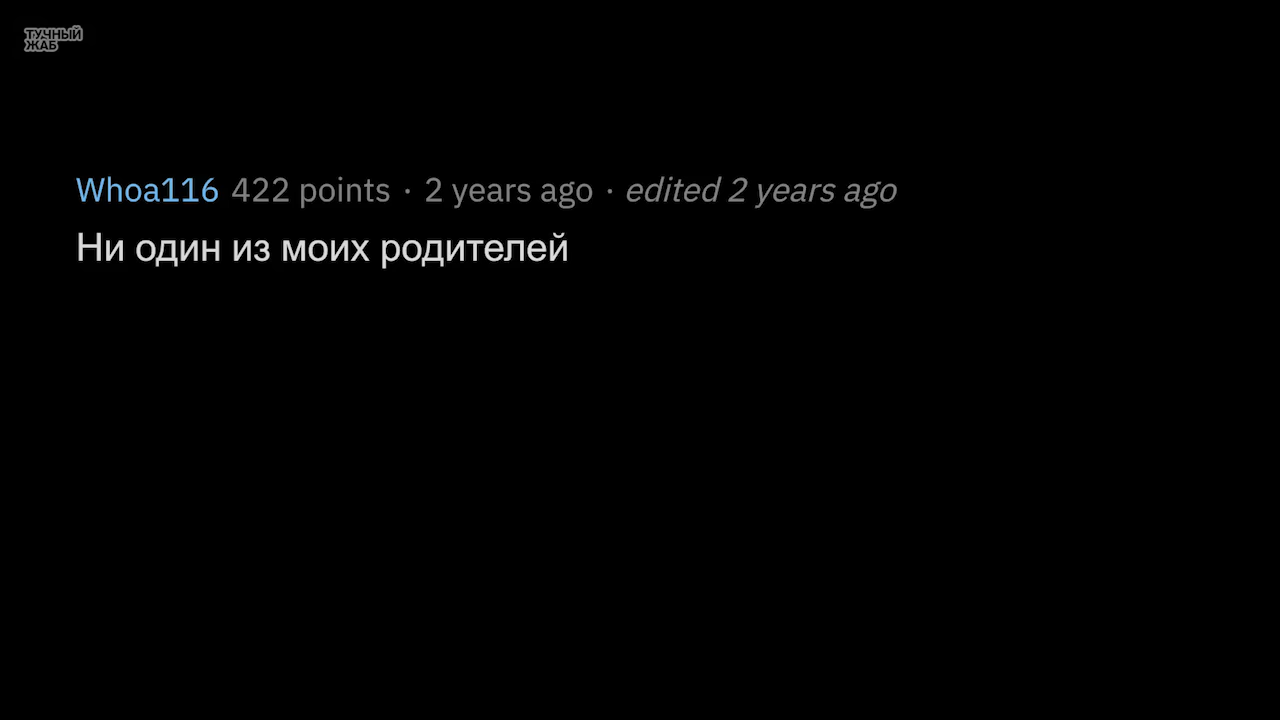 ТУЧНЫЙ
ЖАБ
Whoa116 422 points · 2 years ago · edited 2 years ago
Ни один из моих родителей